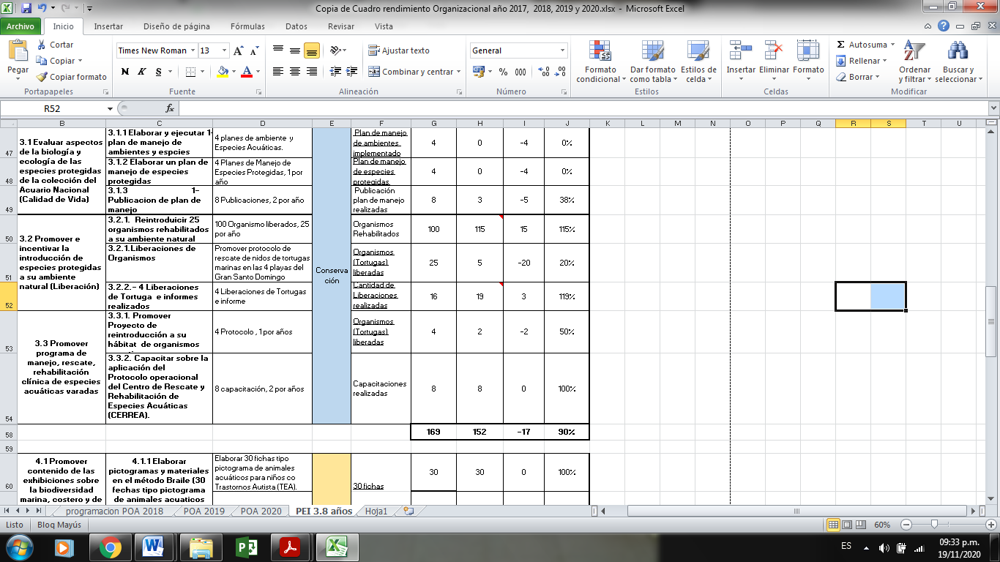 Copia de Cuadro rendimiento Organizacional año 2017,  2018, 2019 y 2020.xlsx  -  Microsoft Excel
Archivo Inicio Insertar Diseño de página Fórmulas Datos Revisar Vista
Pegar
Cortar
Copiar
Copiar formato
Portapapeles
Times New Roman 13
N K S
Fuente
Ajustar texto
Combinar y centrar
Alineación
General
% 000
Número
Formato condicional
Dar formato como tabla
Estilos de celda
Estilos
Insertar Eliminar Formato
Celdas
Autosuma
Rellenar
Borrar
Ordenar y filtrar
Buscar y seleccionar
Modificar
R52 fx
B C D E F G H I J K L M N O P Q R S T U
3.1 Evaluar aspectos
de la biología y
ecología de las
especies protegidas
de la colección del
Acuario Nacional
(Calidad de Vida)
47
3.1.1 Elaborar y ejecutar 1-
plan de manejo de
ambientes y espcies
4 planes de ambiente y
Especies Acuáticas.
Plan de manejo
de ambientes
implementado
4 0 -4 0%
48
3.1.2 Elaborar un plan de
manejo de especies
protegidas
4 Planes de Manejo de
Especies Protegidas, 1 por
año
Plan de manejo
de especies
protegidas
4 0 -4 0%
49
3.1.3 1-
Publicacion de plan de
manejo
8 Publicaciones, 2 por año
Publicación
plan de manejo
realizadas
8 3 -5 38%
3.2 Promover e
incentivar la
introducción de
especies protegidas
a su ambiente
natural (Liberación)
50
3.2.1. Reintroduicir 25
organismos rehabilitados
a su ambiente natural
100 Organismo liberados, 25
por año
Organismos
Rehabilitados
100 115 15 115%
51
3.2.1.Liberaciones de
Organismos
Promover protocolo de
rescate de nidos de tortugas
marinas en las 4 playas del
Gran Santo Domingo
Conserva
ción
Organismos
(Tortugas)
liberadas
25 5 -20 20%
52
3.2.2.- 4 Liberaciones
de Tortuga e informes
realizados
4 Liberaciones de Tortugas
e informe
Cantidad de
Liberaciones
realizadas
16 19 3 119%
3.3 Promover
programa de
manejo, rescate,
rehabilitación
clínica de especies
acuáticas varadas
53
3.3.1. Promover
Proyecto de
reintroducción a su
hábitat de organismos
4 Protocolo , 1 por años
Organismos
(Tortugas)
liberadas
4 2 -2 50%
54
3.3.2. Capacitar sobre la
aplicación del
Protocolo operacional
del Centro de Rescate y
Rehabilitación de
Especies Acuáticas
(CERREA).
8 capacitación, 2 por años
Capacitaciones
realizadas
8 8 0 100%
58 169 152 -17 90%
59
60
4.1 Promover
contenido de las
exhibiciones sobre
la biodiversidad
marina, costero y de
4.1.1 Elaborar
pictogramas y materiales
en el método Braile (30
fechas tipo pictograma
de animales acuaticos
Elaborar 30 fichas tipo
pictograma de animales
acuáticos para niños co
Trastornos Autista (TEA).
30 fichas
30 30 0 100%
programacion POA 2018 POA 2019 POA 2020 PEI 3.8 años Hoja1
Listo Bloq Mayús 60%
ES 09:33 p.m.
19/11/2020